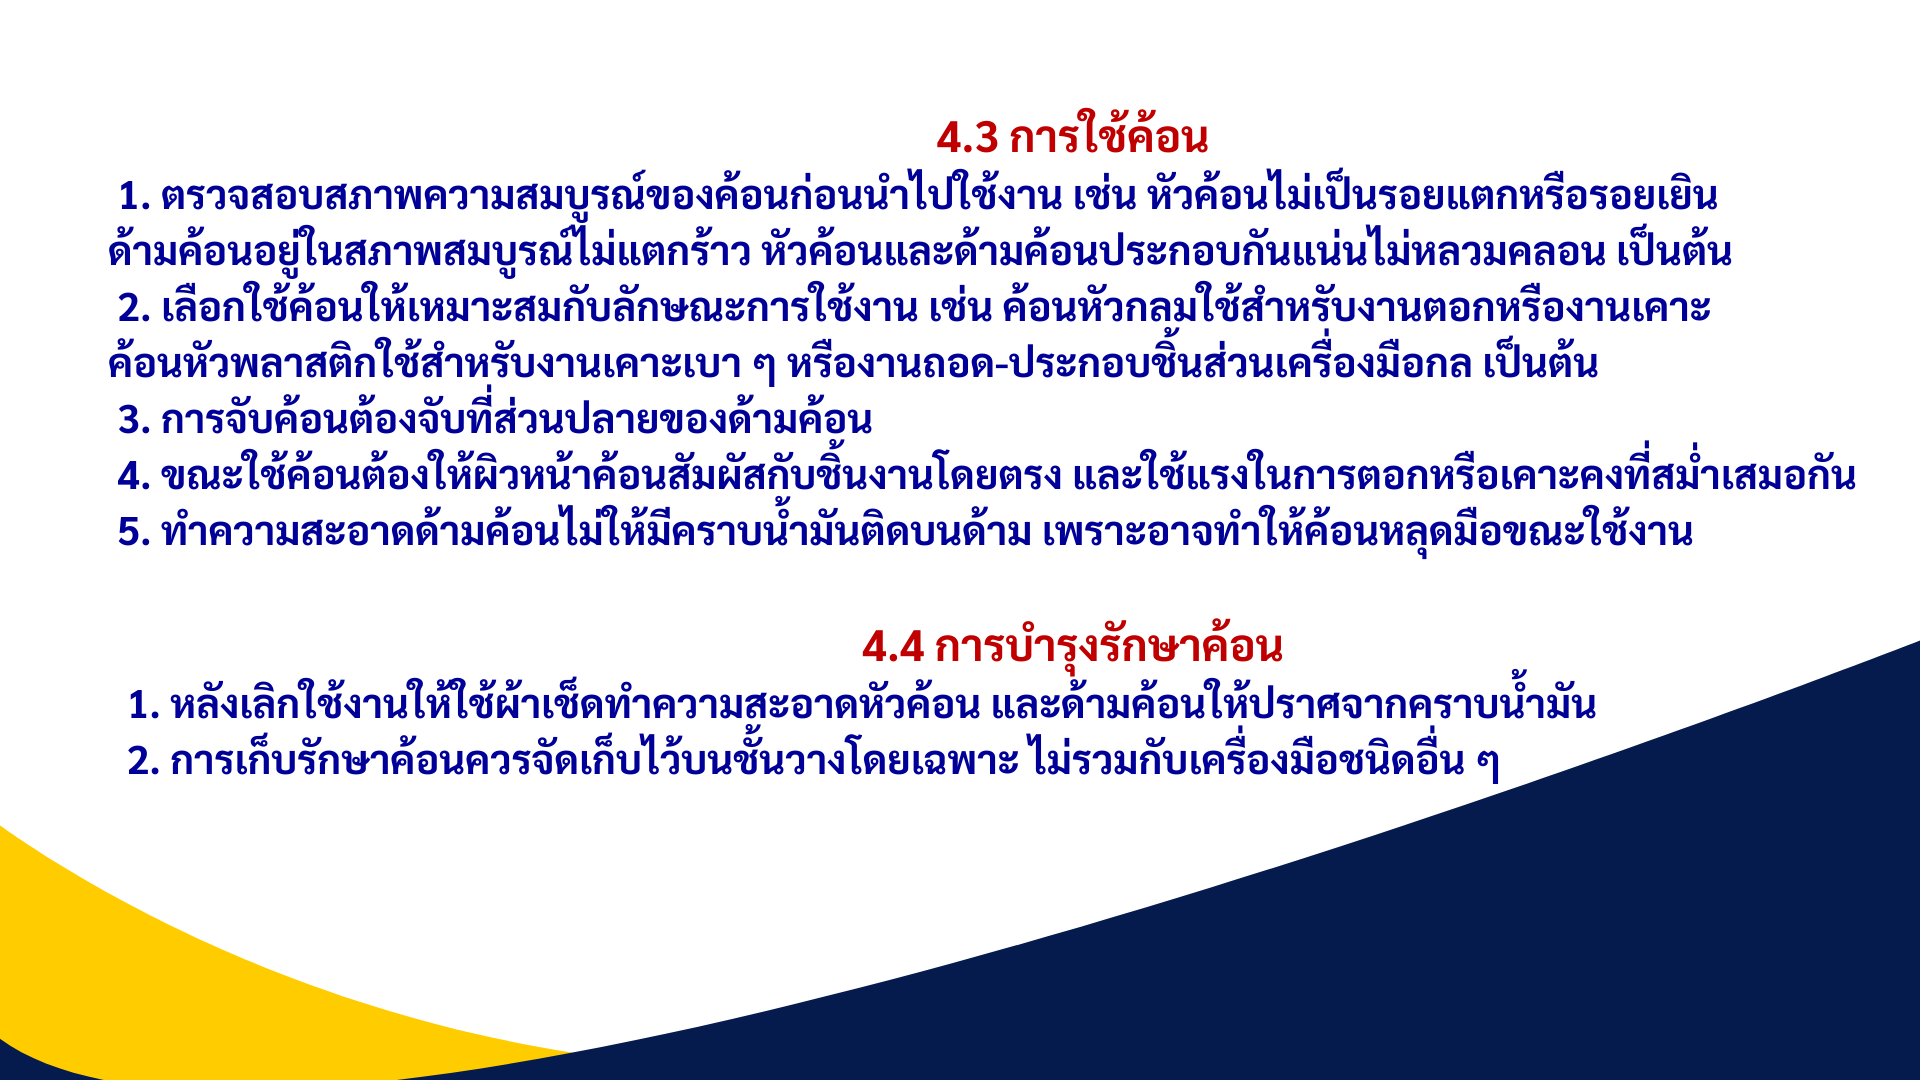 4.3 การใช้ค้อน
1. ตรวจสอบสภาพความสมบูรณ์ของค้อนก่อนนำไปใช้งาน เช่น หัวค้อนไม่เป็นรอยแตกหรือรอยเยิน
ด้ามค้อนอยู่ในสภาพสมบูรณ์ไม่แตกร้าว หัวค้อนและด้ามค้อนประกอบกันแน่นไม่หลวมคลอน เป็นต้น
2. เลือกใช้ค้อนให้เหมาะสมกับลักษณะการใช้งาน เช่น ค้อนหัวกลมใช้สำหรับงานตอกหรืองานเคาะ
ค้อนหัวพลาสติกใช้สำหรับงานเคาะเบา ๆ หรืองานถอด-ประกอบชิ้นส่วนเครื่องมือกล เป็นต้น
3. การจับค้อนต้องจับที่ส่วนปลายของด้ามค้อน
4. ขณะใช้ค้อนต้องให้ผิวหน้าค้อนสัมผัสกับชิ้นงานโดยตรง และใช้แรงในการตอกหรือเคาะคงที่สม่ำเสมอกัน
5. ทำความสะอาดด้ามค้อนไม่ให้มีคราบน้ำมันติดบนด้าม เพราะอาจทำให้ค้อนหลุดมือขณะใช้งาน
4.4 การบำรุงรักษาค้อน
1. หลังเลิกใช้งานให้ใช้ผ้าเช็ดทำความสะอาดหัวค้อน และด้ามค้อนให้ปราศจากคราบน้ำมัน
2. การเก็บรักษาค้อนควรจัดเก็บไว้บนชั้นวางโดยเฉพาะ ไม่รวมกับเครื่องมือชนิดอื่น ๆ